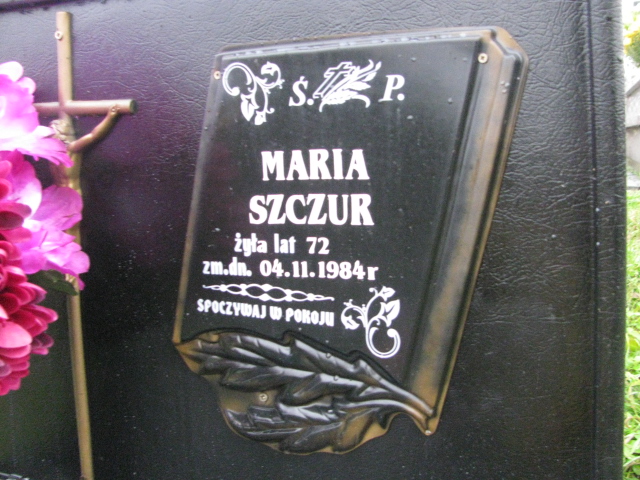 Ś. P.
MARIA
SZCZUR
żyła lat 72
zm.dn. 04.11.1984r
SPOCZYWAJ W POKOJU